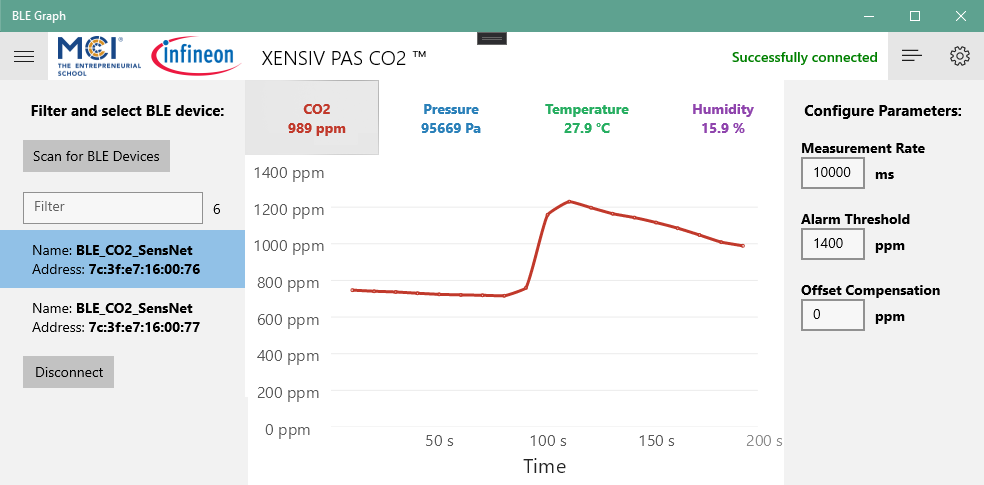 BLE Graph
MCI®
THE ENTREPRENEURIAL
SCHOOL
infineon
XENSIV PAS CO2 ™
Successfully connected
Filter and select BLE device:
Scan for BLE Devices
Filter
6
Name: BLE_CO2_SensNet
Address: 7c:3f:e7:16:00:76
Name: BLE_CO2_SensNet
Address: 7c:3f:e7:16:00:77
Disconnect
CO2
989 ppm
Pressure
95669 Pa
Temperature
27.9 °C
Humidity
15.9 %
1400 ppm
1200 ppm
1000 ppm
800 ppm
600 ppm
400 ppm
200 ppm
0 ppm
50 s
100 s
150 s
200 s
Time
Configure Parameters:
Measurement Rate
10000 ms
Alarm Threshold
1400 ppm
Offset Compensation
0 ppm